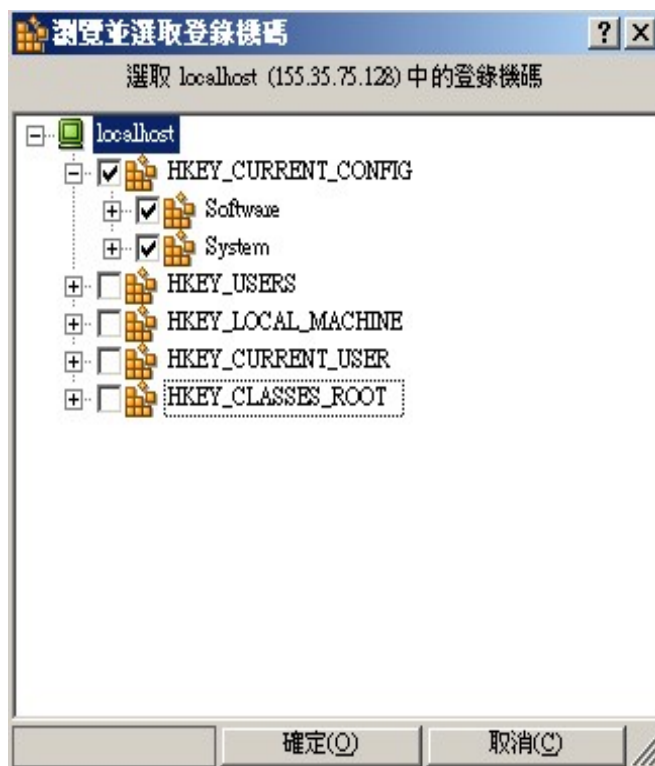 瀏覽並選取登錄機碼
選取 localhost (155.35.75.128) 中的登錄機碼
localhost
HKEY_CURRENT_CONFIG
Software
System
HKEY_USERS
HKEY_LOCAL_MACHINE
HKEY_CURRENT_USER
HKEY_CLASSES_ROOT
確定(O) 取消(C)